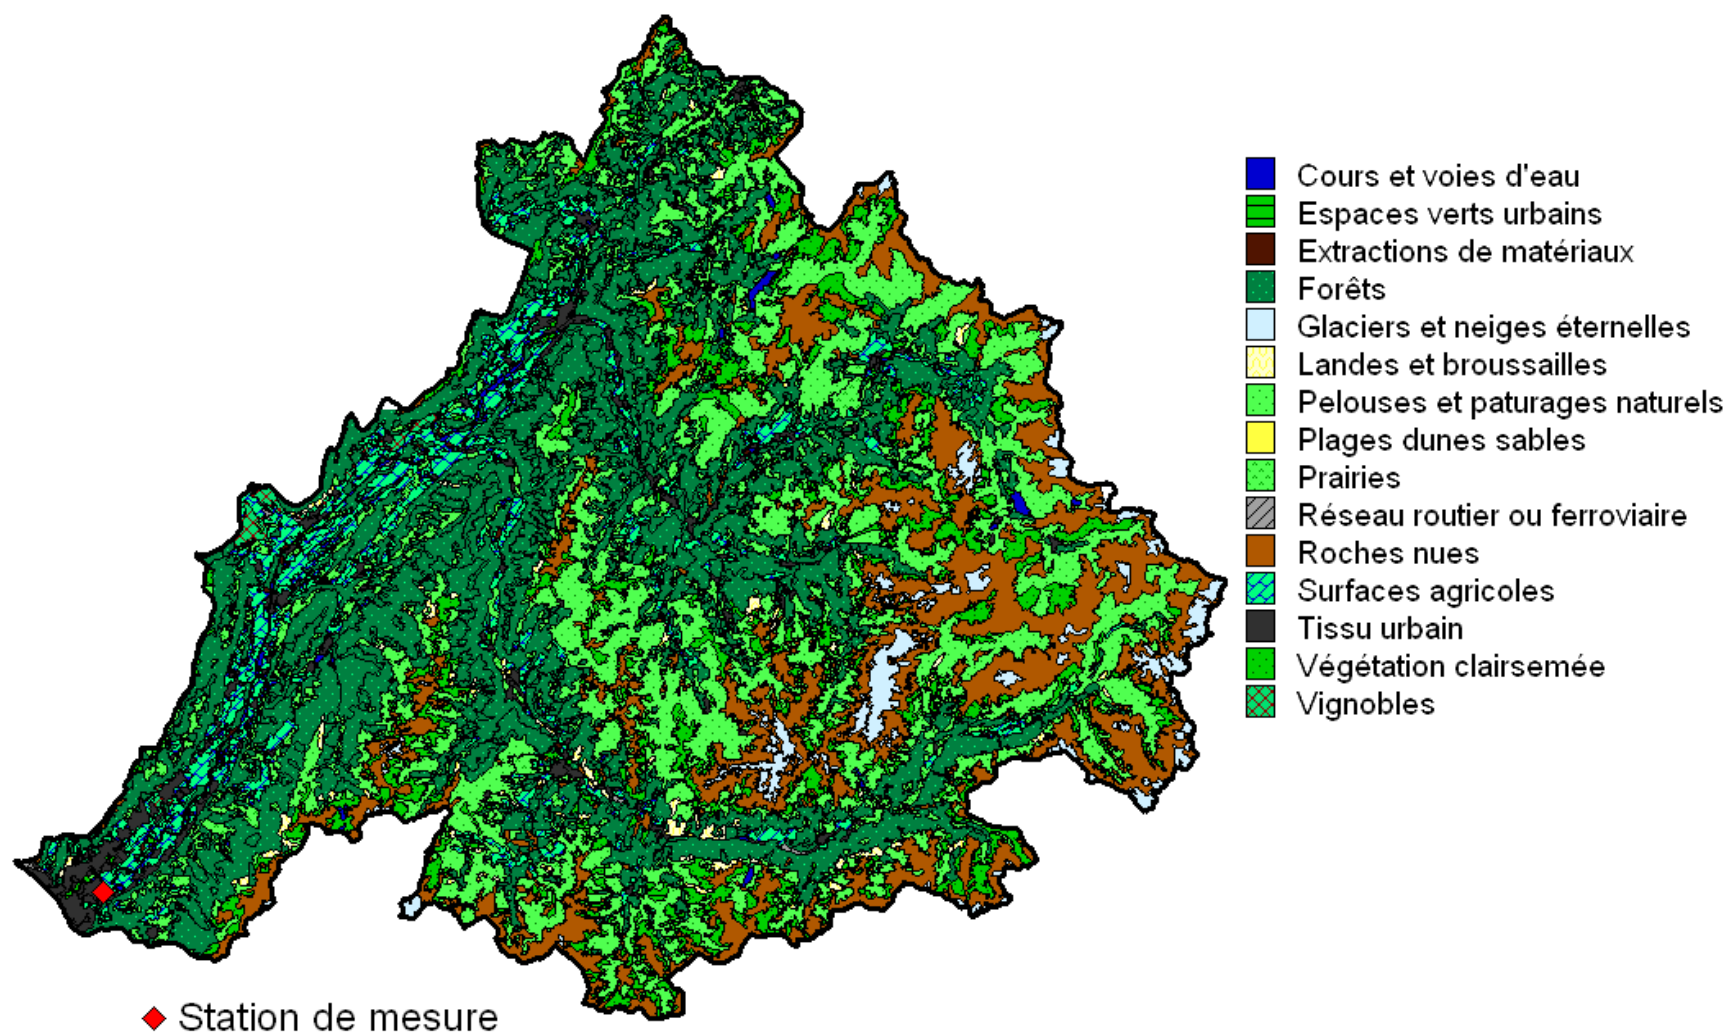 Cours et voies d'eau
Espaces verts urbains
Extractions de matériaux
Forêts
Glaciers et neiges éternelles
Landes et broussailles
Pelouses et paturages naturels
Plages dunes sables
Prairies
Réseau routier ou ferroviaire
Roches nues
Surfaces agricoles
Tissu urbain
Végétation clairsemée
Vignobles
Station de mesure